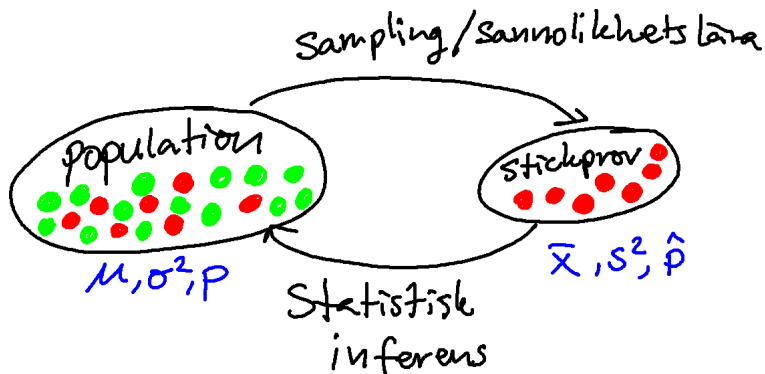 Sampling/sannolikhetslära
population
stickprov
μ, σ², p
x̄, s², p̂
Statistisk
inferens